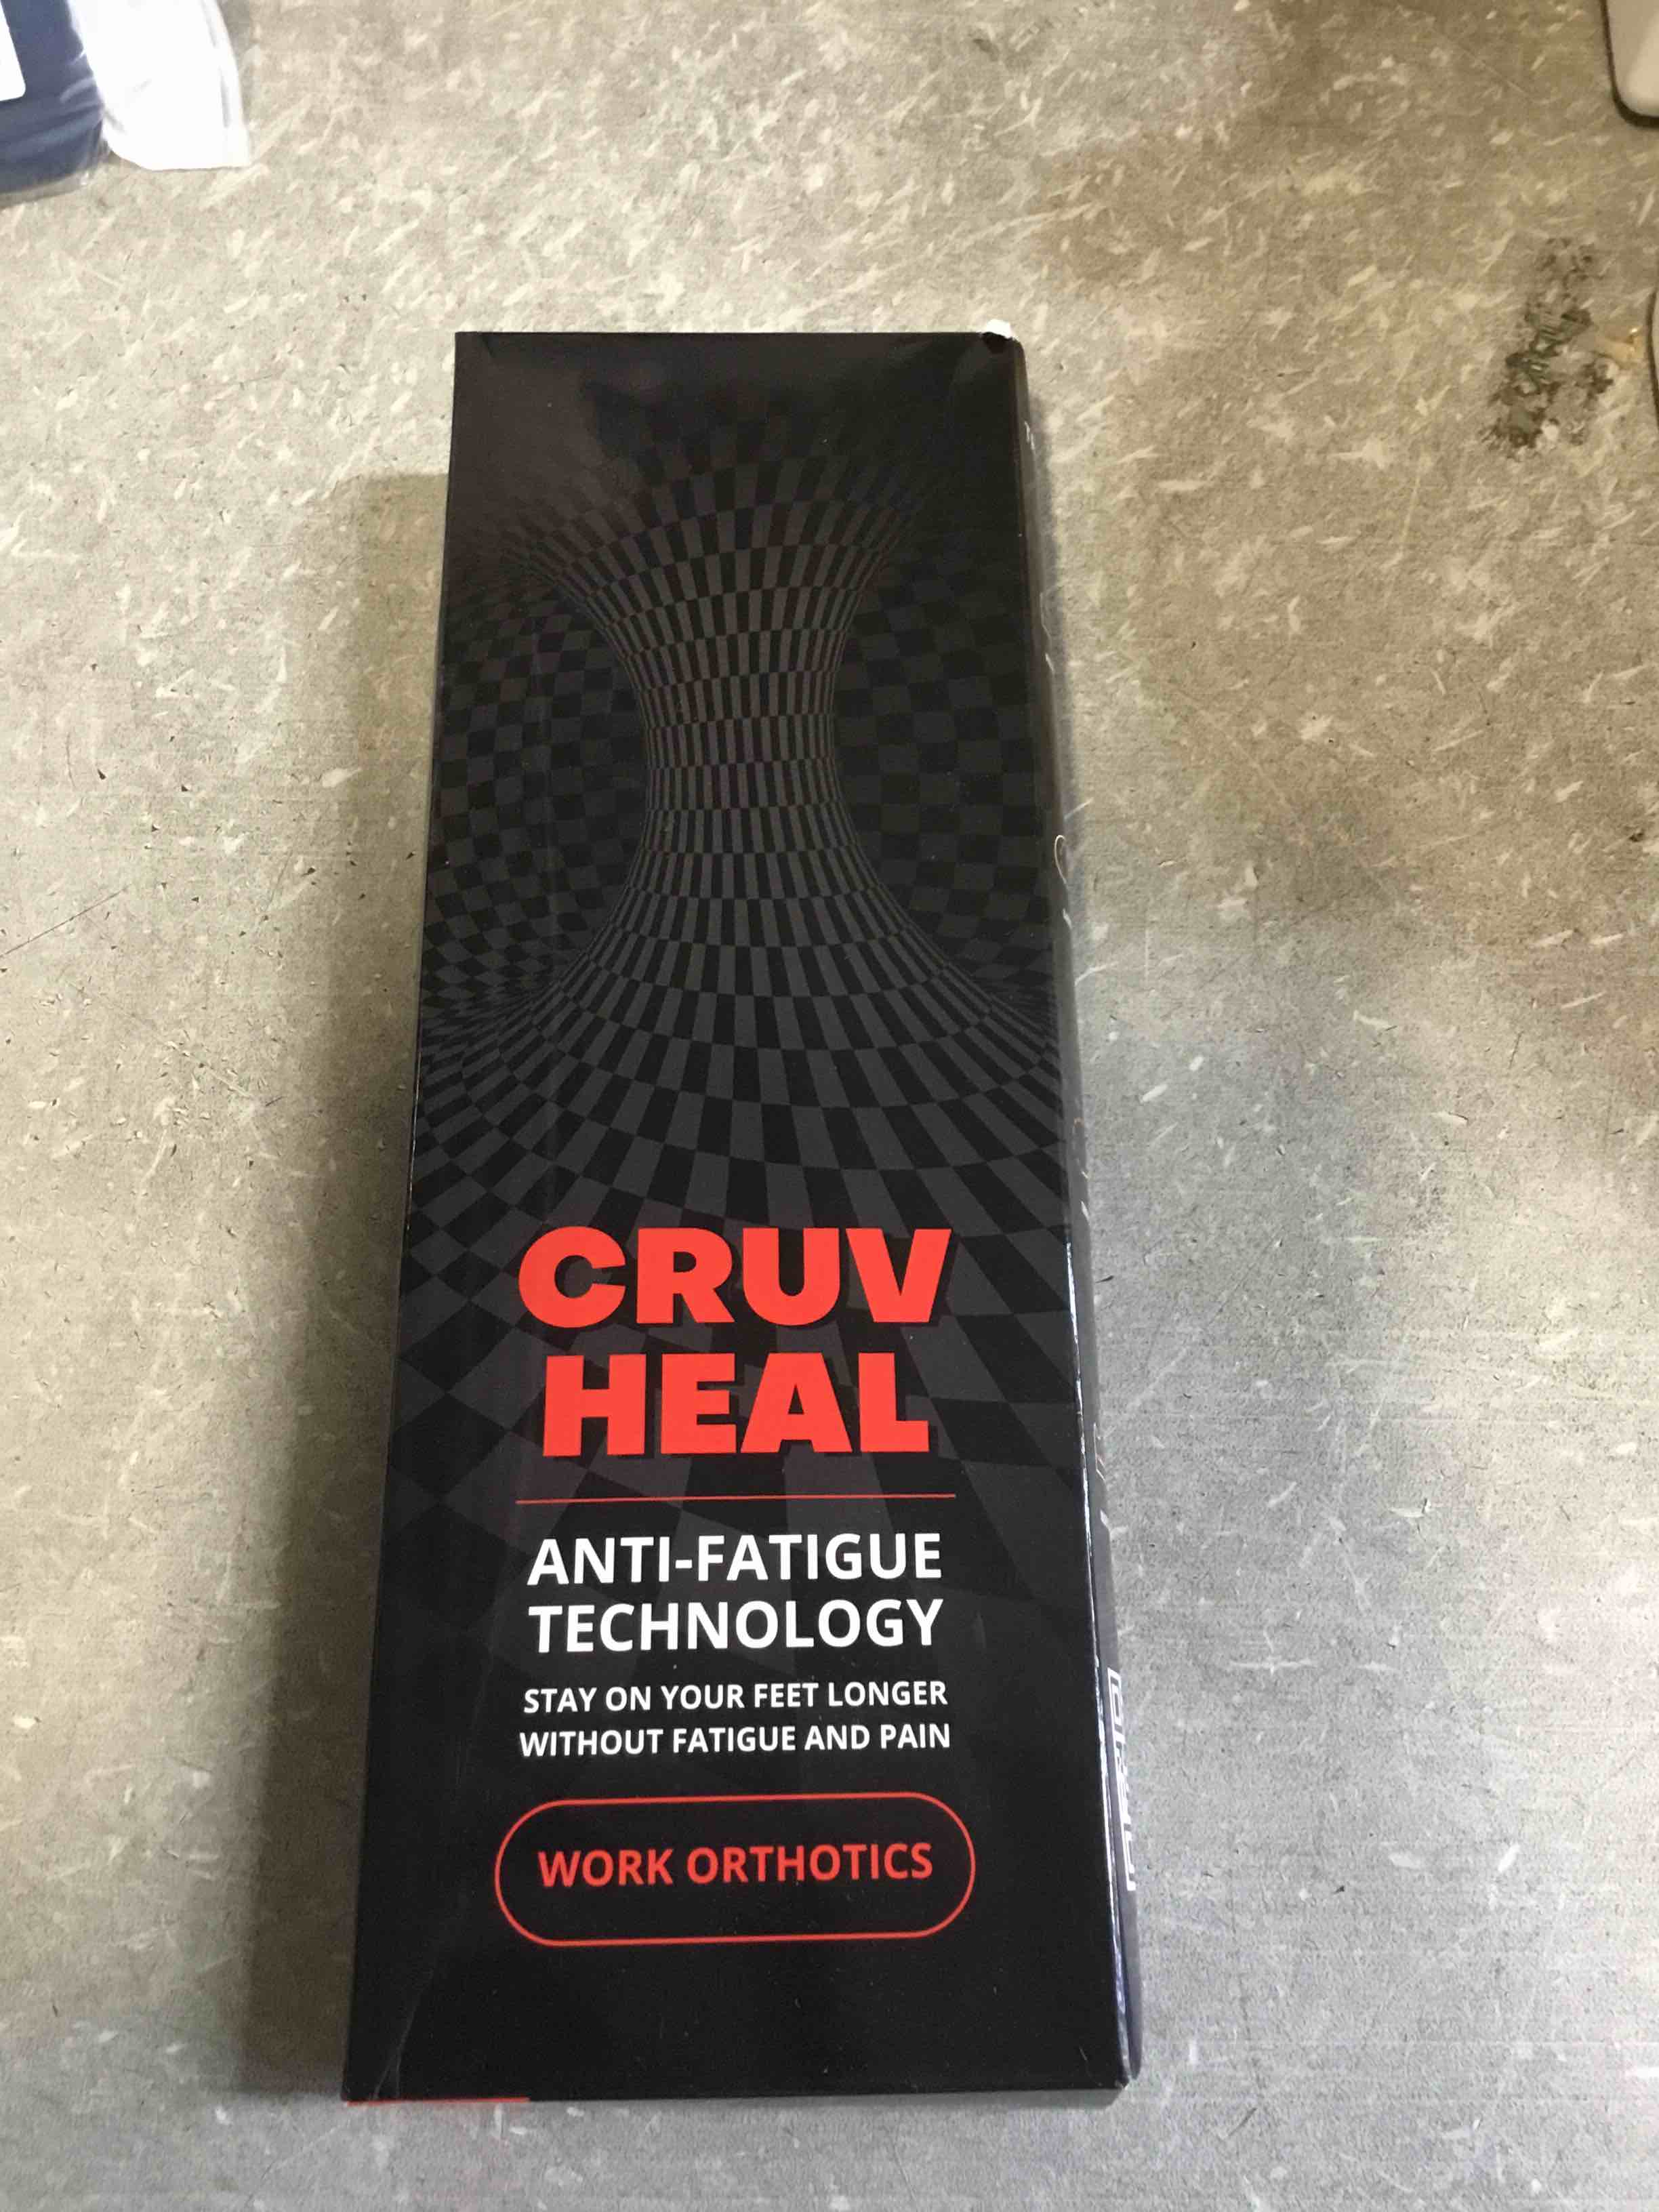 CRUV
HEAL
ANTI-FATIGUE
TECHNOLOGY
STAY ON YOUR FEET LONGER
WITHOUT FATIGUE AND PAIN
WORK ORTHOTICS